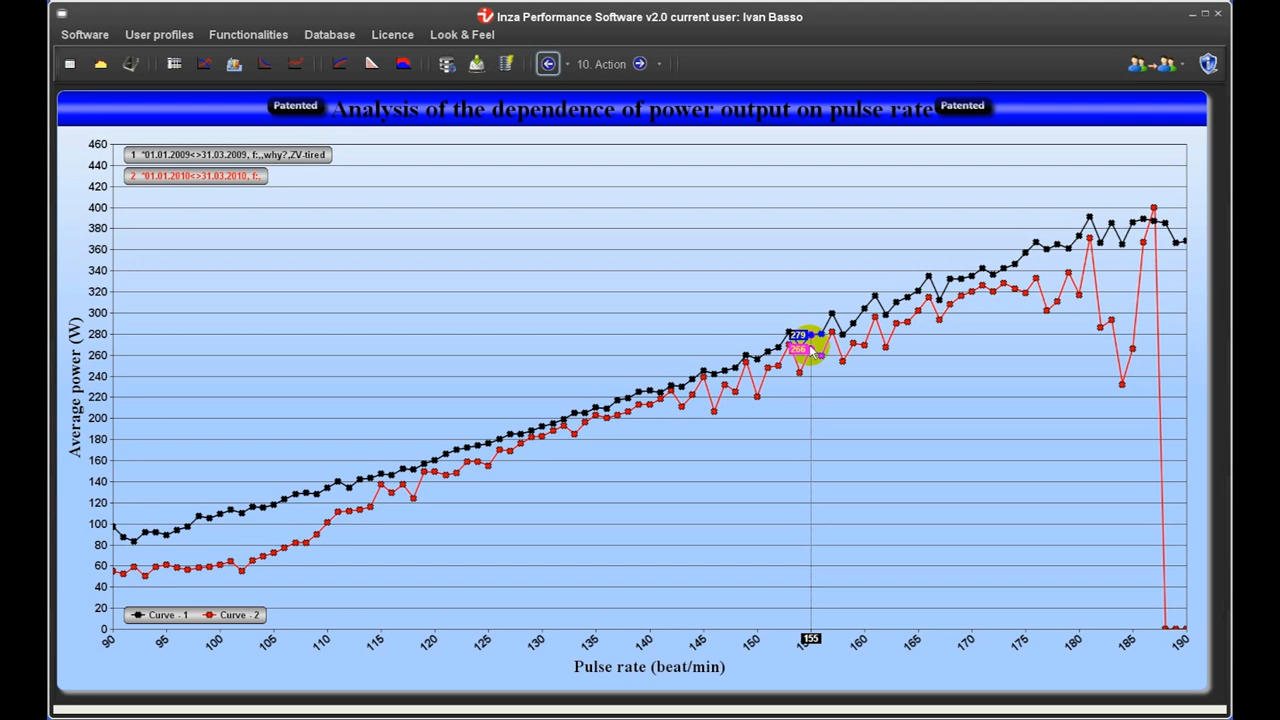 Inza Performance Software v2.0 current user: Ivan Basso
Software User profiles Functionalities Database Licence Look & Feel
10. Action
Patented Analysis of the dependence of power output on pulse rate Patented
1 *01.01.2009<>31.03.2009, f:,,why?,ZV-tired
2 *01.01.2010<>31.03.2010, f:,
460
440
420
400
380
360
340
320
300
280
260
240
220
200
180
160
140
120
100
80
60
40
20
0
Average power (W)
279
266
Curve - 1 Curve - 2
90 95 100 105 110 115 120 125 130 135 140 145 150 155 160 165 170 175 180 185 190
Pulse rate (beat/min)